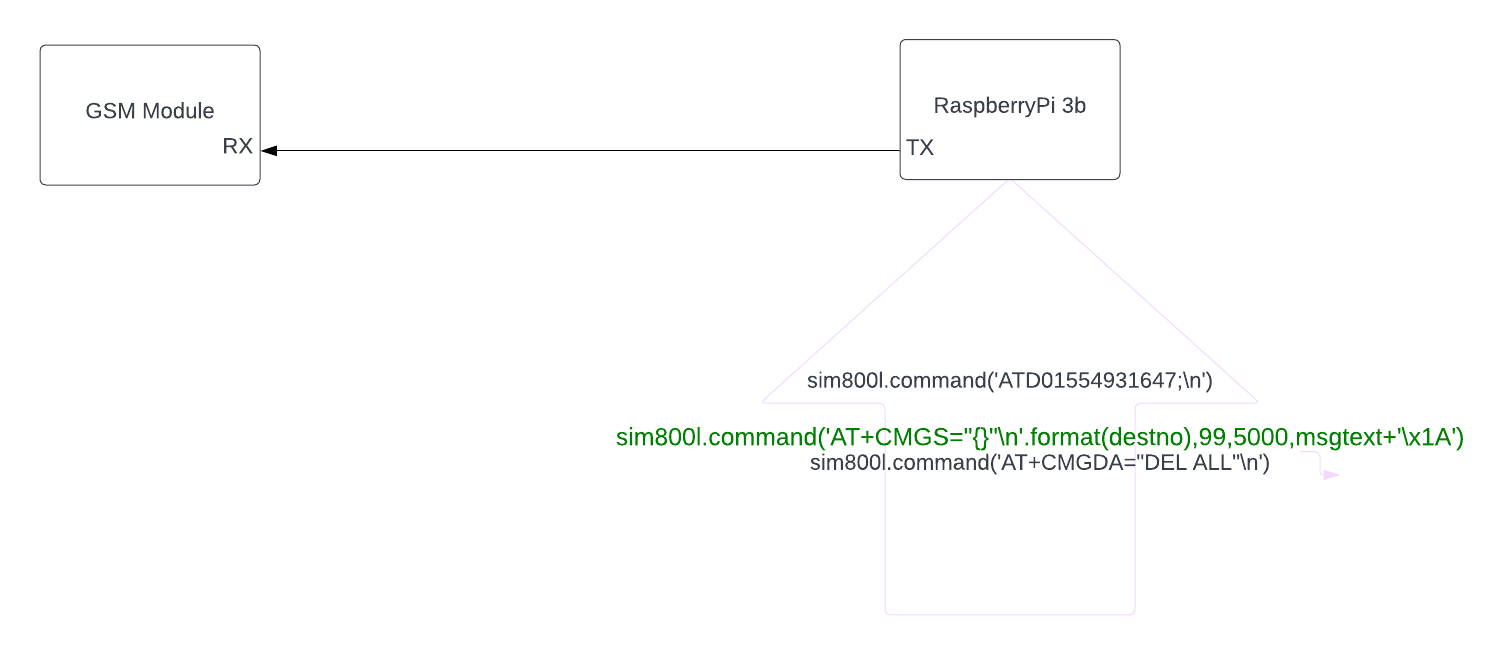 GSM Module
RX
RaspberryPi 3b
TX
sim800l.command('ATD01554931647;\n')
sim800l.command('AT+CMGS="{}"\n'.format(destno),99,5000,msgtext+'\x1A')
sim800l.command('AT+CMGDA="DEL ALL"\n')